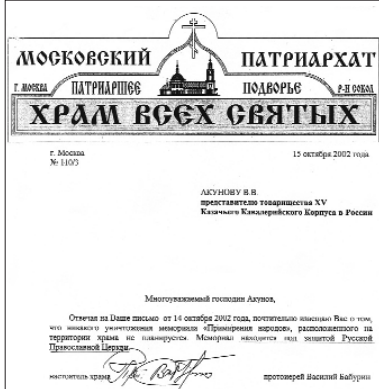 МОСКОВСКИЙ ПАТРИАРХАТ
Г. МОСКВА ПАТРИАРШЕЕ ПОДВОРЬЕ Р-Н СОКОЛ
ХРАМ ВСЕХ СВЯТЫХ
г. Москва
№ 110/3
15 октября 2002 года
АКУНОВУ В.В.
представителю товарищества XV
Казачьего Кавалерийского Корпуса в России
Многоуважаемый господин Акунов,
Отвечая на Ваше письмо от 14 октября 2002 года, почтительно извещаю Вас о том,
что никакого уничтожения мемориала «Примирения народов», расположенного на
территории храма не планируется. Мемориал находится под защитой Русской
Православной Церкви.
настоятель храма протоиерей Василий Бабурин